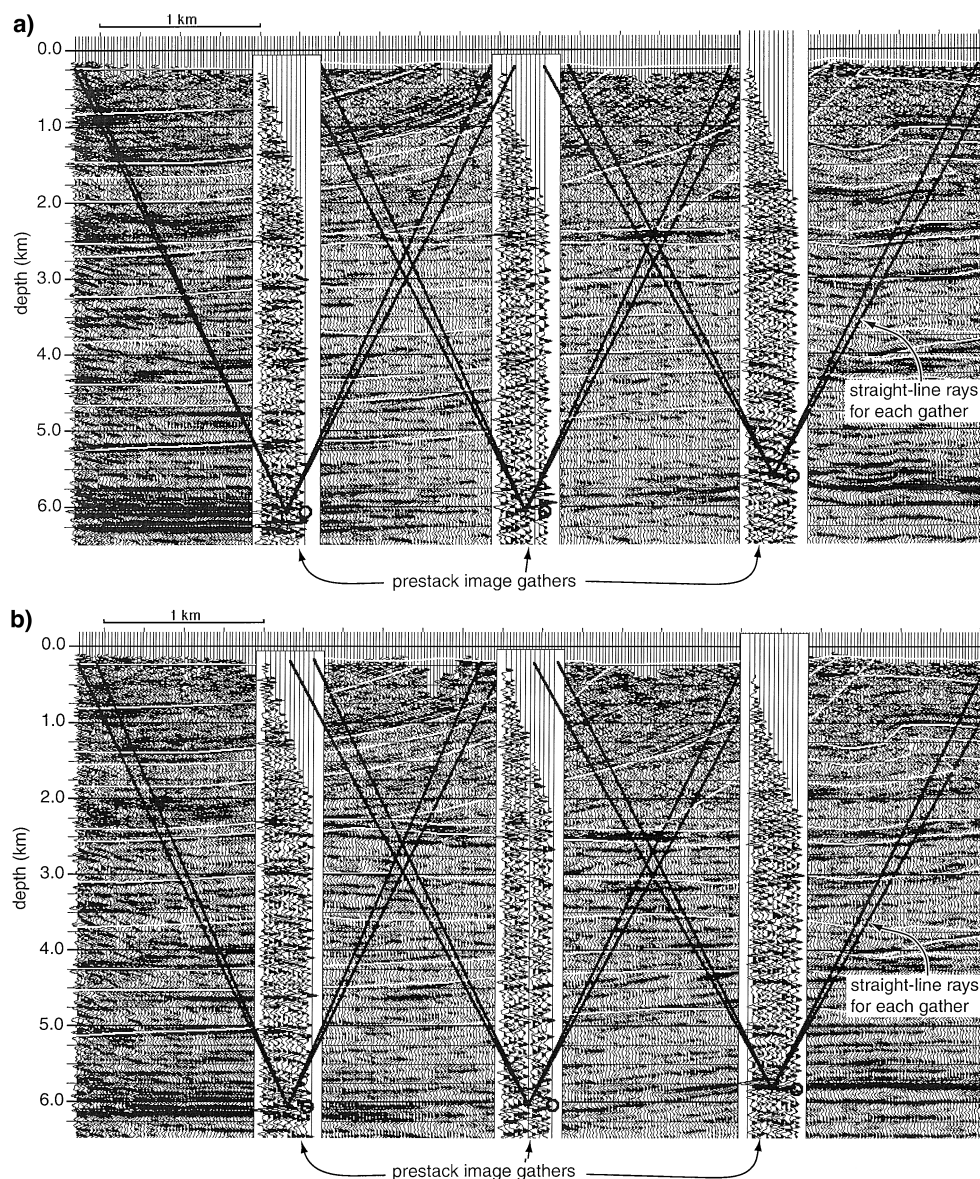 a)
1 km
0.0
1.0
2.0
3.0
4.0
5.0
6.0
depth (km)
straight-line rays
for each gather
prestack image gathers
b)
1 km
0.0
1.0
2.0
3.0
4.0
5.0
6.0
depth (km)
straight-line rays
for each gather
prestack image gathers